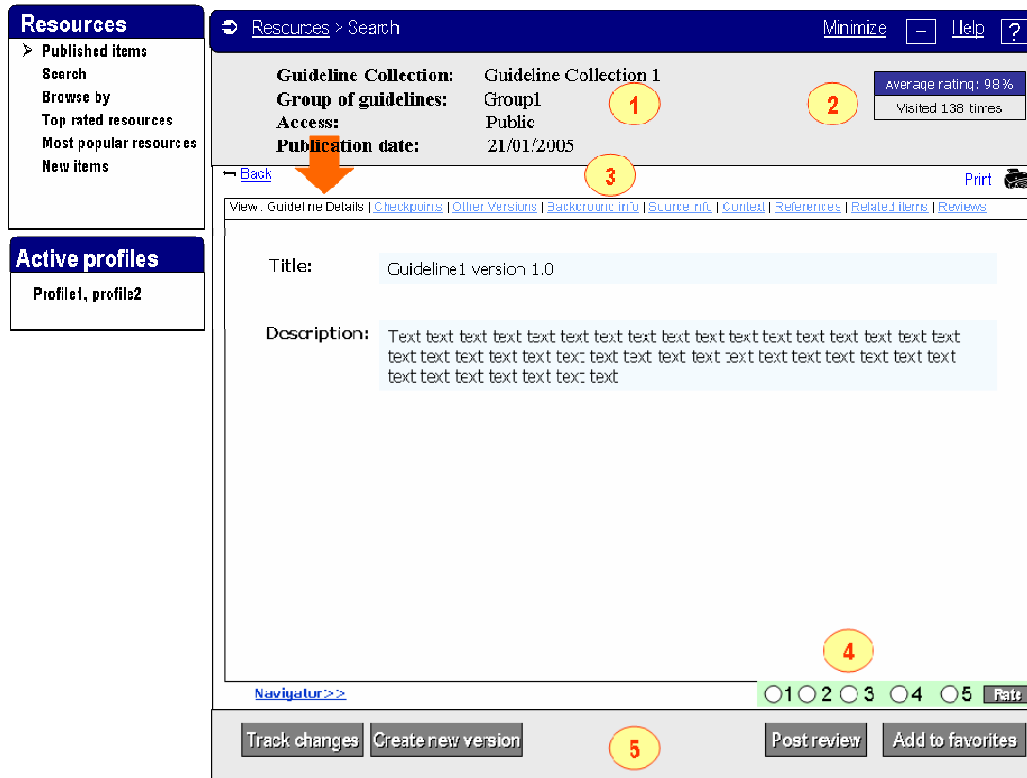 Resources
Published items
Search
Browse by
Top rated resources
Most popular resources
New items
Active profiles
Profile1, profile2
Resources > Search
Minimize
–
Help
?
Guideline Collection: Guideline Collection 1
Group of guidelines: Group1
Access: Public
Publication date: 21/01/2005
1
2
Average rating: 98%
Visited 138 times
Back
3
Print
View: Guideline Details | Checkpoints | Other Versions | Background info | Source info | Context | References | Related items | Reviews
Title: Guideline1 version 1.0
Description: Text text text text text text text text text text text text text text text text text
text text text text text text text text text text text text text text text text text
text text text text text text text
4
Navigator>>
1 2 3 4 5 Rate
Track changes Create new version
5
Post review Add to favorites